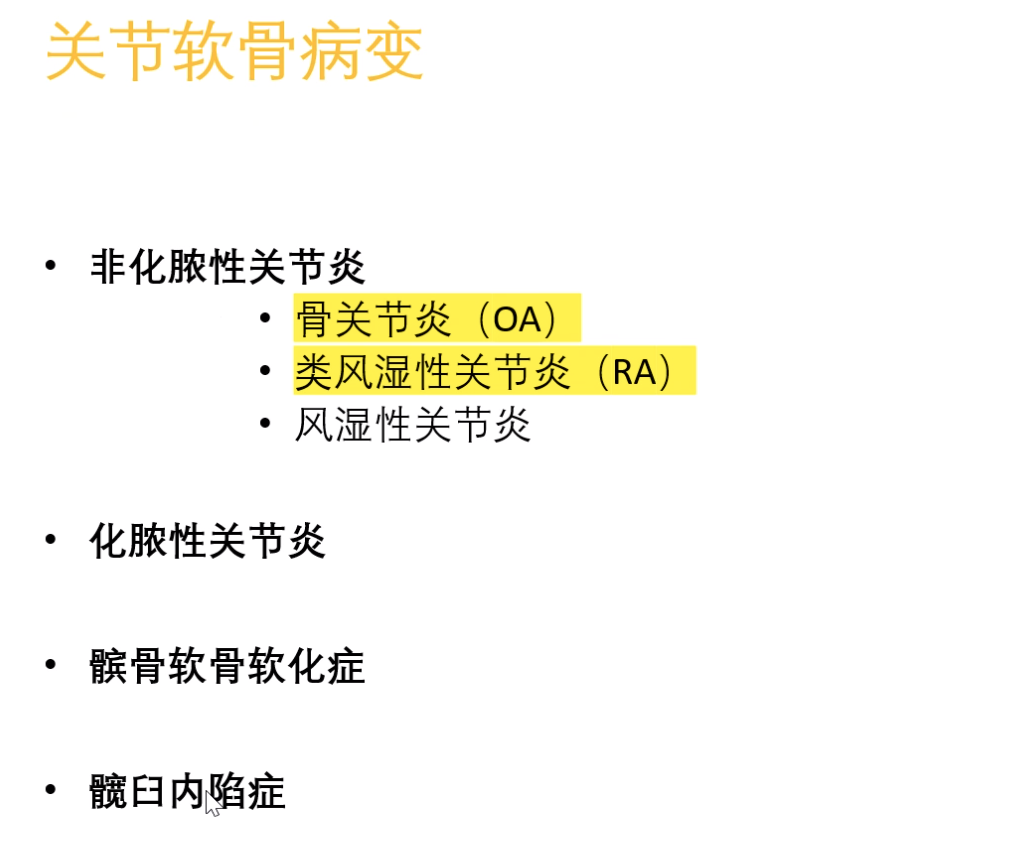 关节软骨病变
• 非化脓性关节炎
• 骨关节炎（OA）
• 类风湿性关节炎（RA）
• 风湿性关节炎
• 化脓性关节炎
• 髌骨软骨软化症
• 髋臼内陷症